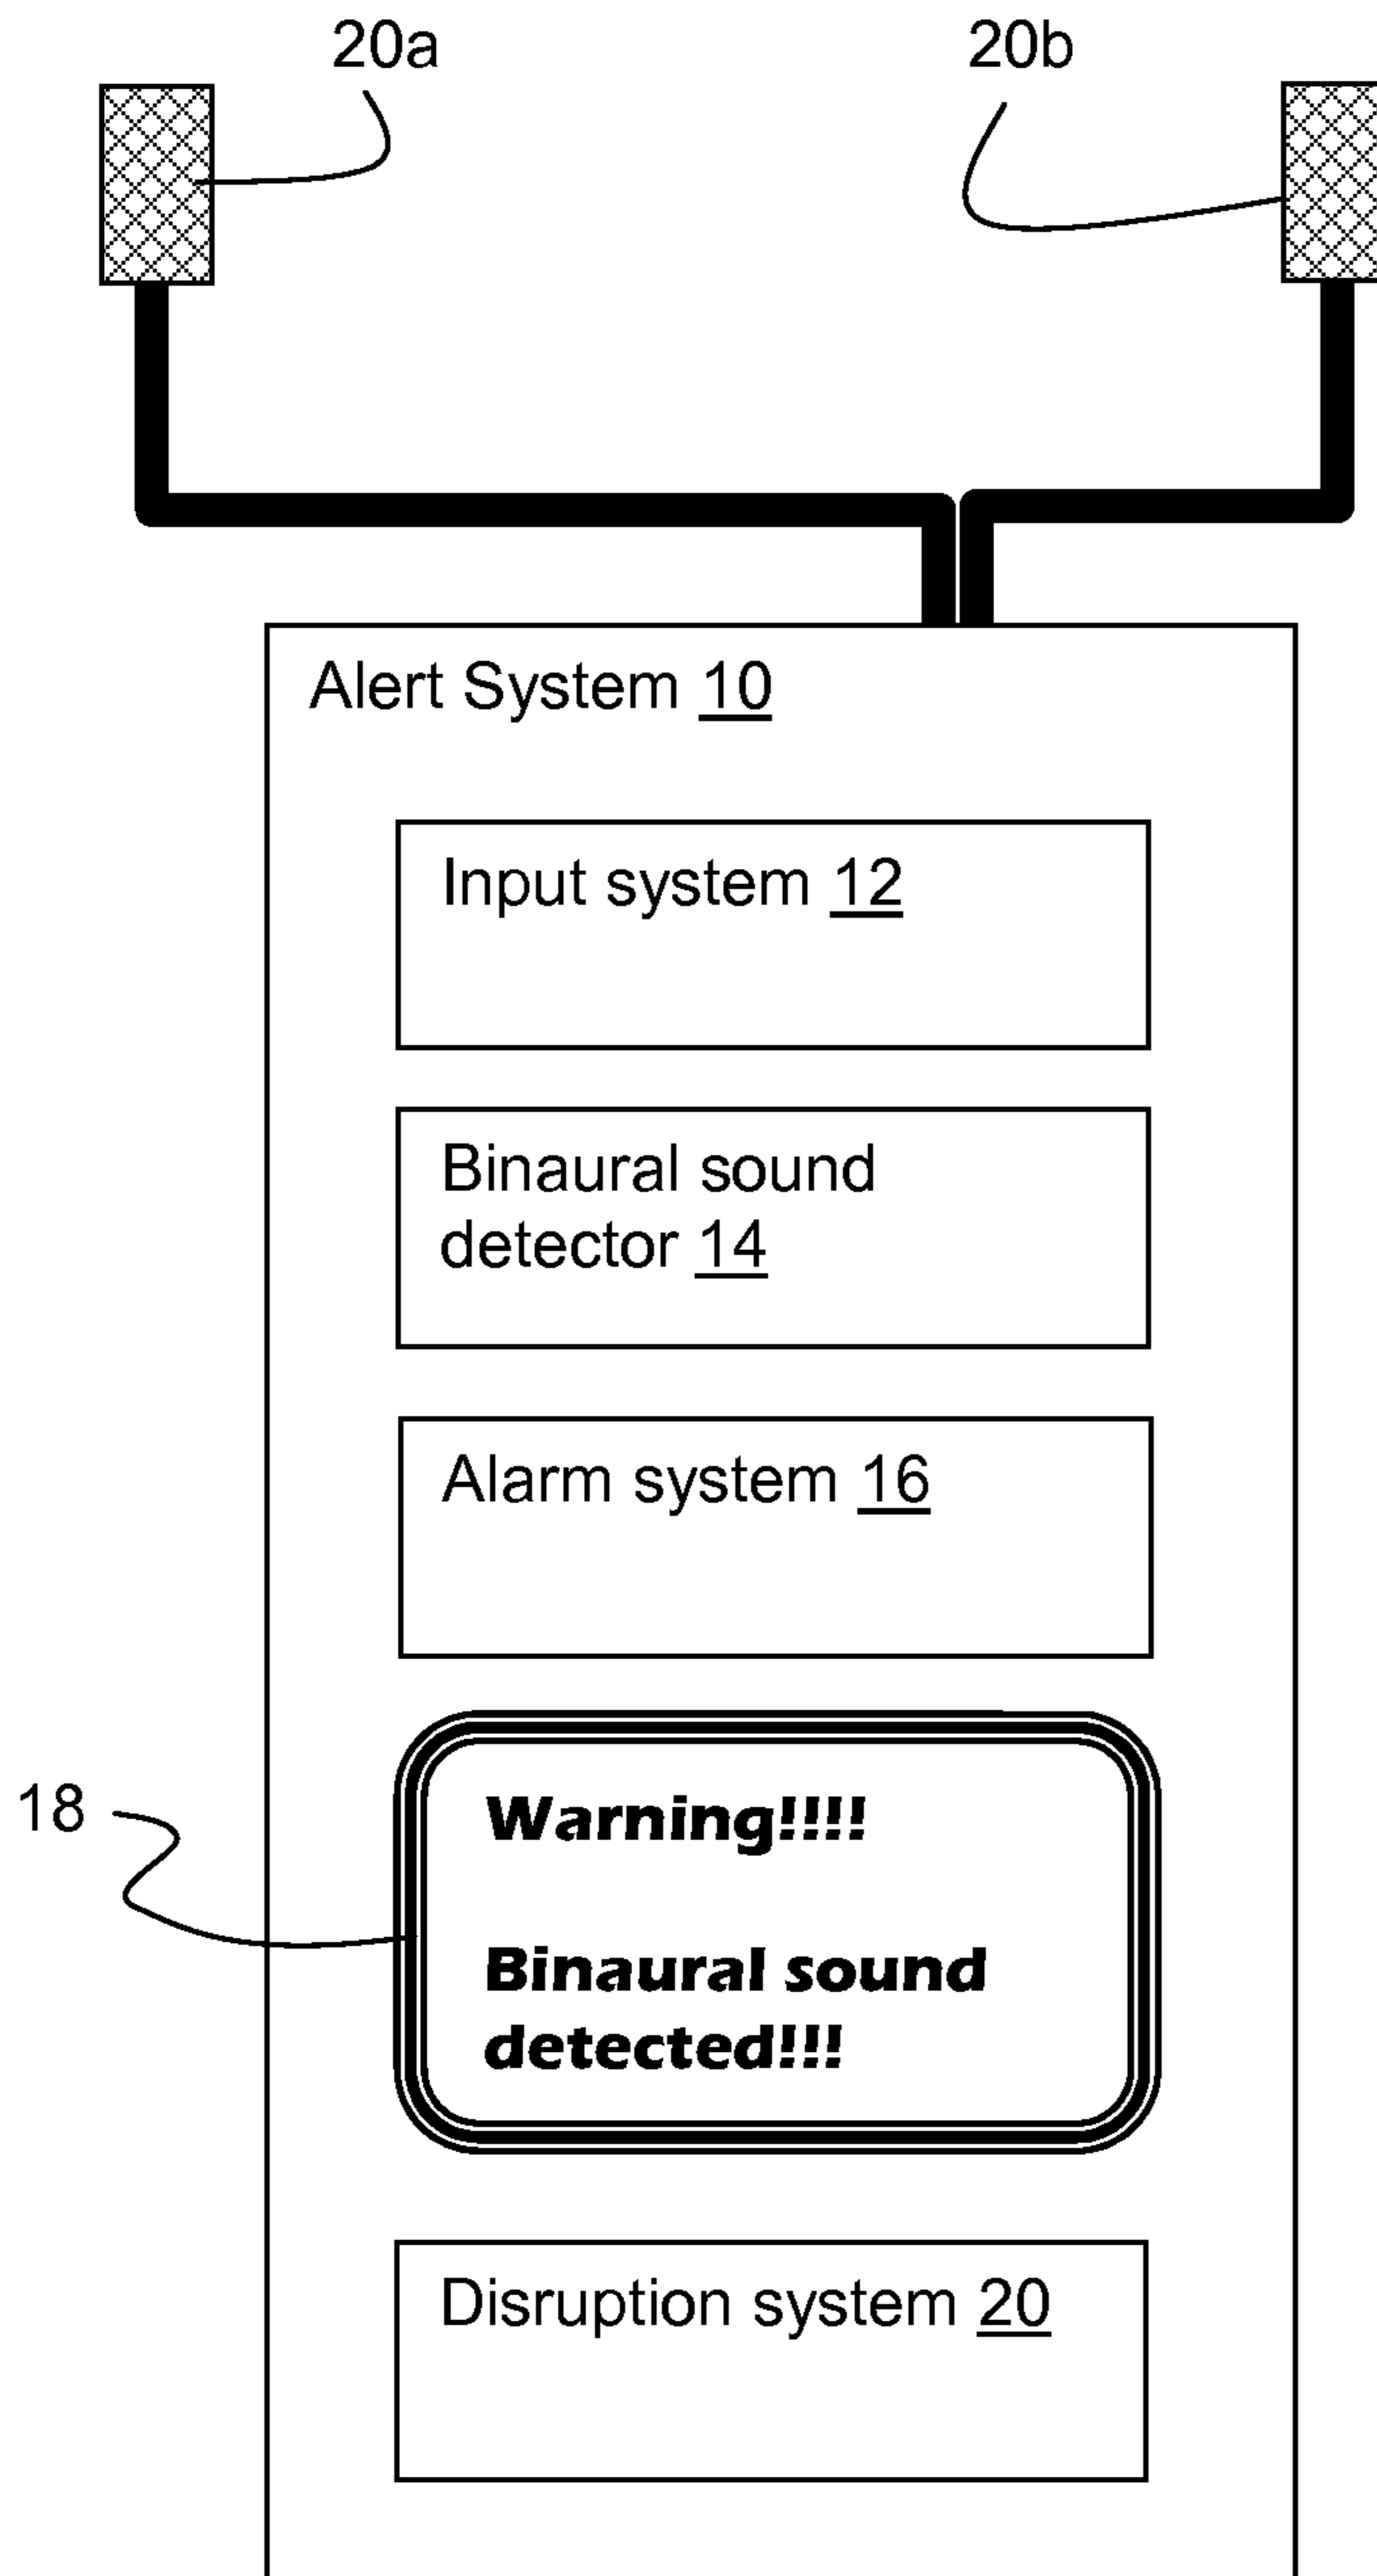 20a 20b
Alert System 10
Input system 12
Binaural sound
detector 14
Alarm system 16
18
Warning!!!!
Binaural sound
detected!!!
Disruption system 20